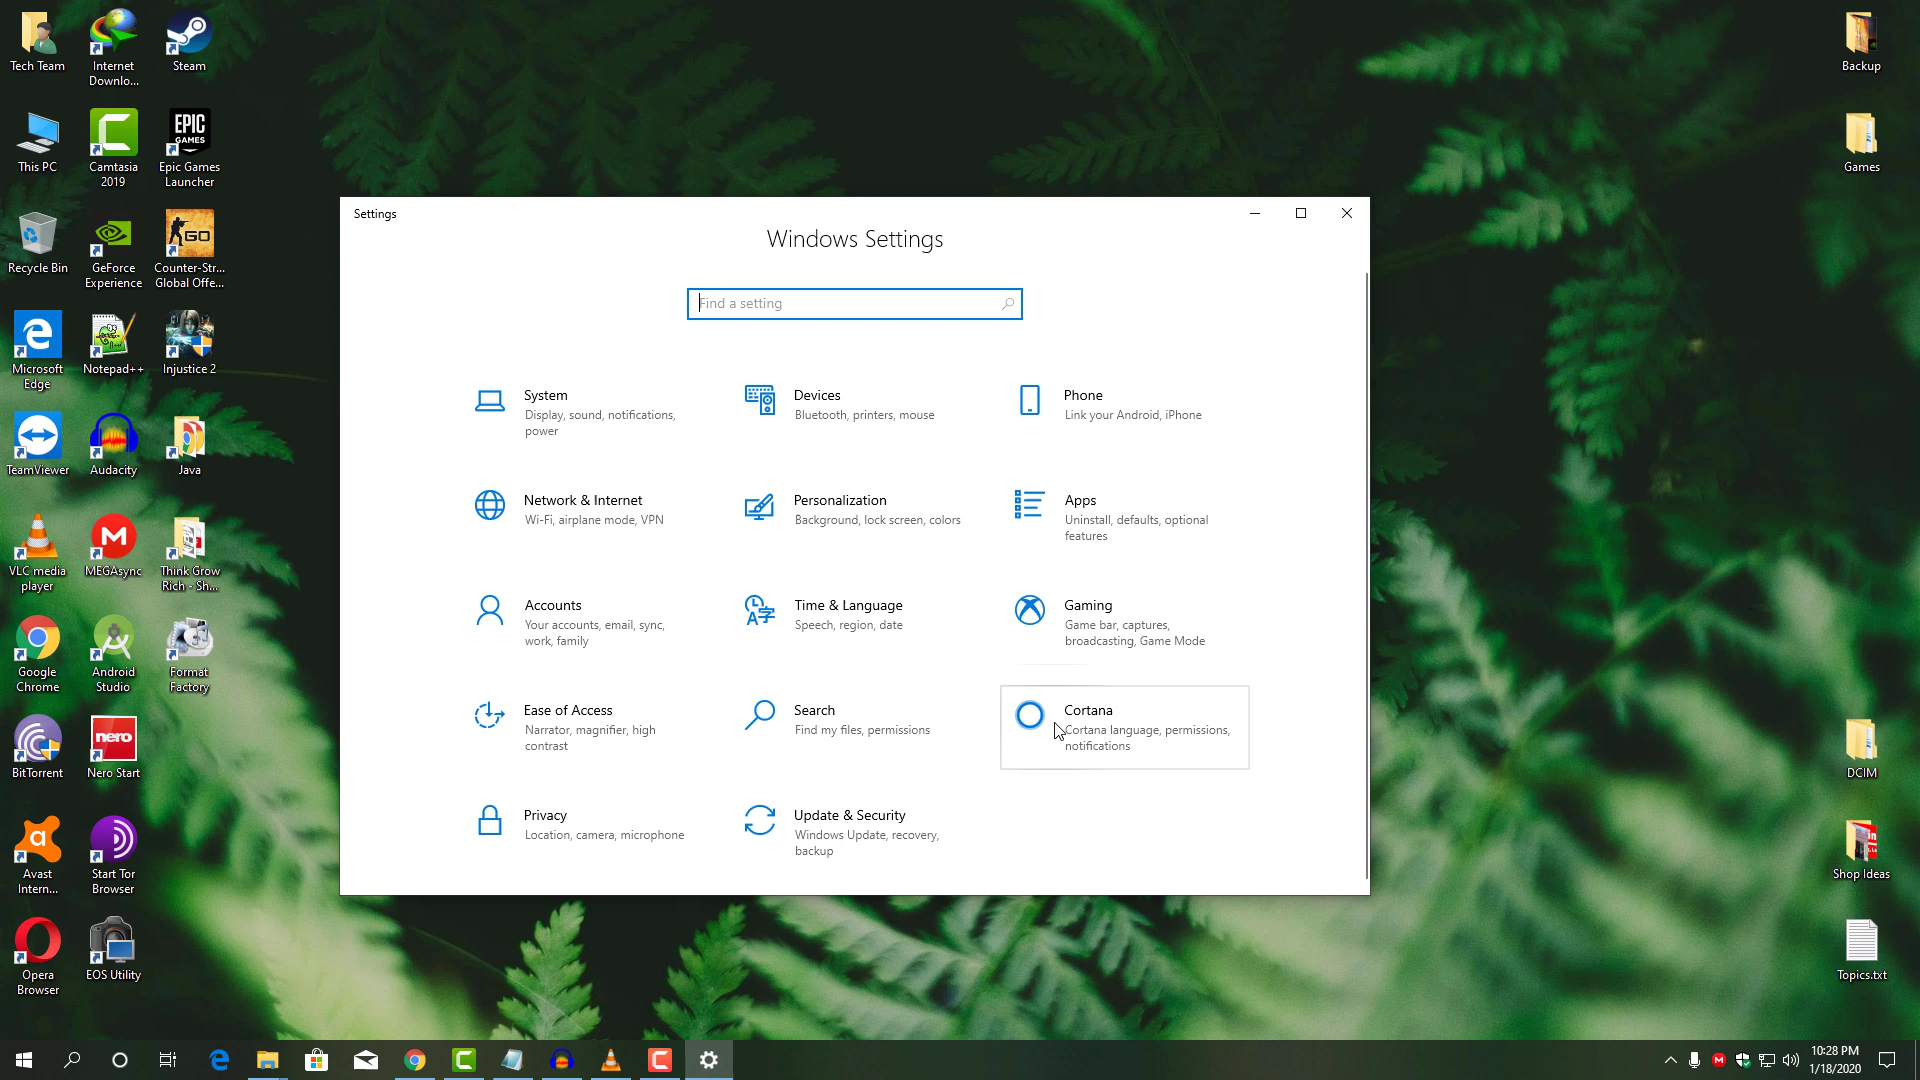 Tech Team
Internet
Downlo...
Steam
Backup
This PC
Camtasia
2019
EPIC
GAMES
Epic Games
Launcher
Games
Recycle Bin
GeForce
Experience
GO
Counter-Str...
Global Offe...
Microsoft
Edge
Notepad++
Injustice 2
TeamViewer
Audacity
Java
VLC media
player
MEGAsync
Think Grow
Rich - Sh...
Google
Chrome
Android
Studio
Format
Factory
BitTorrent
nero
Nero Start
DCIM
Avast
Intern...
Start Tor
Browser
Shop Ideas
Opera
Browser
EOS Utility
Topics.txt
Settings
Windows Settings
Find a setting
System
Display, sound, notifications,
power
Devices
Bluetooth, printers, mouse
Phone
Link your Android, iPhone
Network & Internet
Wi-Fi, airplane mode, VPN
Personalization
Background, lock screen, colors
Apps
Uninstall, defaults, optional
features
Accounts
Your accounts, email, sync,
work, family
Time & Language
Speech, region, date
Gaming
Game bar, captures,
broadcasting, Game Mode
Ease of Access
Narrator, magnifier, high
contrast
Search
Find my files, permissions
Cortana
Cortana language, permissions,
notifications
Privacy
Location, camera, microphone
Update & Security
Windows Update, recovery,
backup
10:28 PM
1/18/2020